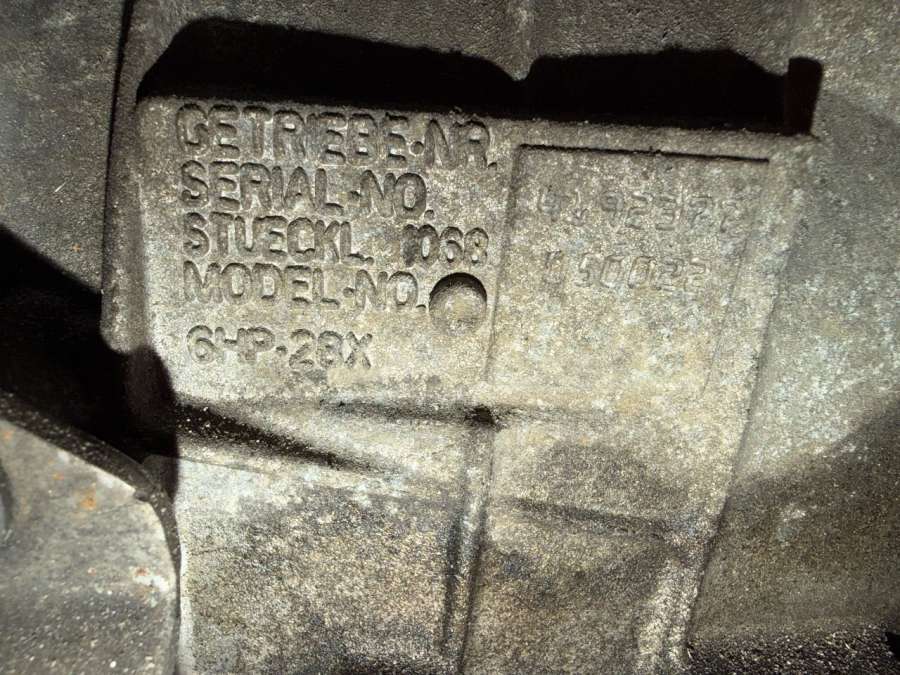 GETRIEBE-NR.
SERIAL-NO.
STUECKL. 1068
MODEL-NO.
6HP-28X